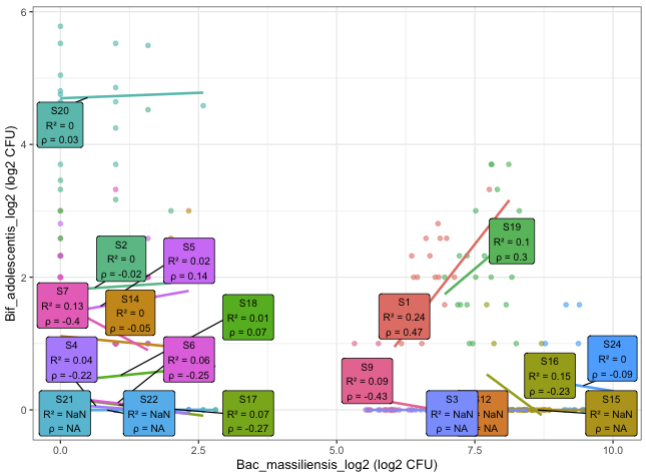 Bif_adolescentis_log2 (log2 CFU)
6
4
2
0
S20
R² = 0
ρ = 0.03
S2
R² = 0
ρ = -0.02
S5
R² = 0.02
ρ = 0.14
S19
R² = 0.1
ρ = 0.3
S7
R² = 0.13
ρ = -0.4
S14
R² = 0
ρ = -0.05
S18
R² = 0.01
ρ = 0.07
S1
R² = 0.24
ρ = 0.47
S4
R² = 0.04
ρ = -0.22
S6
R² = 0.06
ρ = -0.25
S24
R² = 0
ρ = -0.09
S16
R² = 0.15
ρ = -0.23
S9
R² = 0.09
ρ = -0.43
S21
R² = NaN
ρ = NA
S22
R² = NaN
ρ = NA
S17
R² = 0.07
ρ = -0.27
S3
R² = NaN
ρ = NA
S12
= NaN
= NA
S15
R² = NaN
ρ = NA
0.0
2.5
5.0
7.5
10.0
Bac_massiliensis_log2 (log2 CFU)